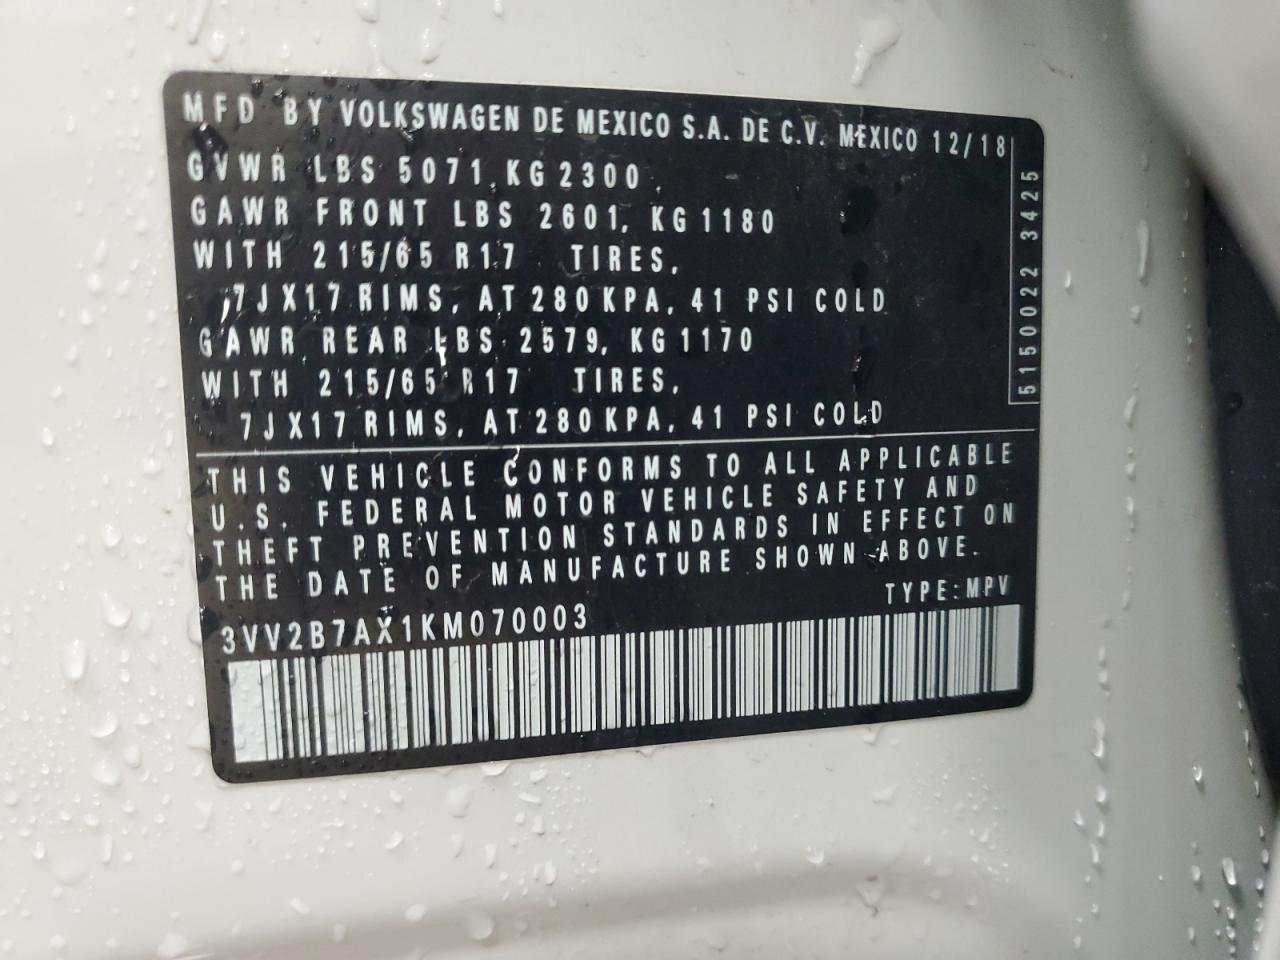 MFD BY VOLKSWAGEN DE MEXICO S.A. DE C.V. MEXICO 12/18
GVWR LBS 5071, KG 2300,
GAWR FRONT LBS 2601, KG 1180
WITH 215/65 R17 TIRES,
7JX17 RIMS, AT 280 KPA, 41 PSI COLD
GAWR REAR LBS 2579, KG 1170
WITH 215/65 R17 TIRES,
7JX17 RIMS, AT 280 KPA, 41 PSI COLD
5150022 3425
THIS VEHICLE CONFORMS TO ALL APPLICABLE
U.S. FEDERAL MOTOR VEHICLE SAFETY AND
THEFT PREVENTION STANDARDS IN EFFECT ON
THE DATE OF MANUFACTURE SHOWN ABOVE.
TYPE: MPV
3VV2B7AX1KM070003